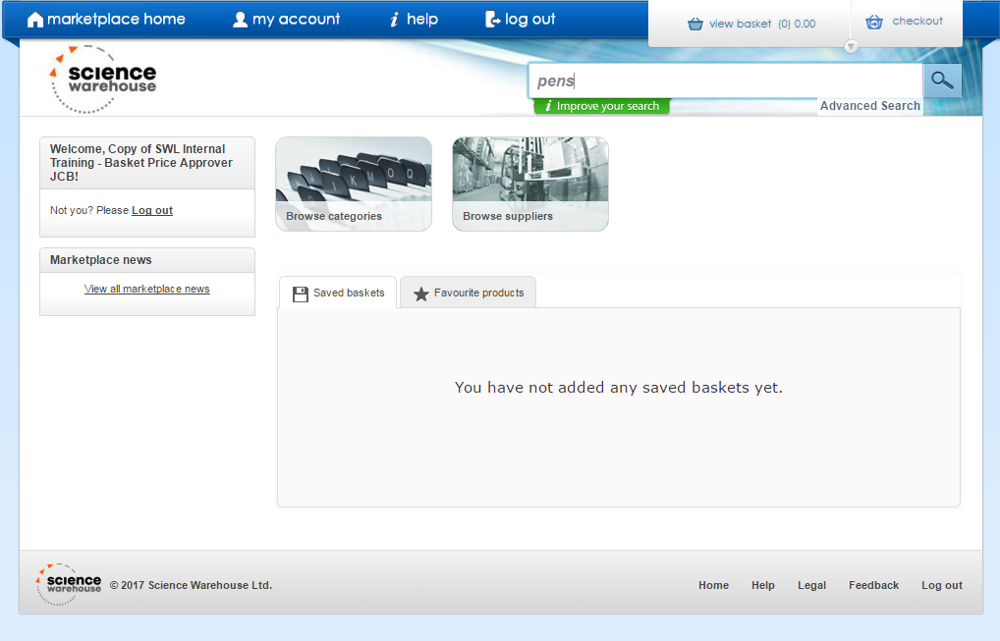 marketplace home
my account
help
log out
view basket (0) 0.00
checkout
science
warehouse
pens
Improve your search
Advanced Search
Welcome, Copy of SWL Internal
Training - Basket Price Approver
JCB!
Not you? Please Log out
Marketplace news
View all marketplace news
I J K M O Q
Browse categories
Browse suppliers
Saved baskets
Favourite products
You have not added any saved baskets yet.
science
warehouse
© 2017 Science Warehouse Ltd.
Home
Help
Legal
Feedback
Log out